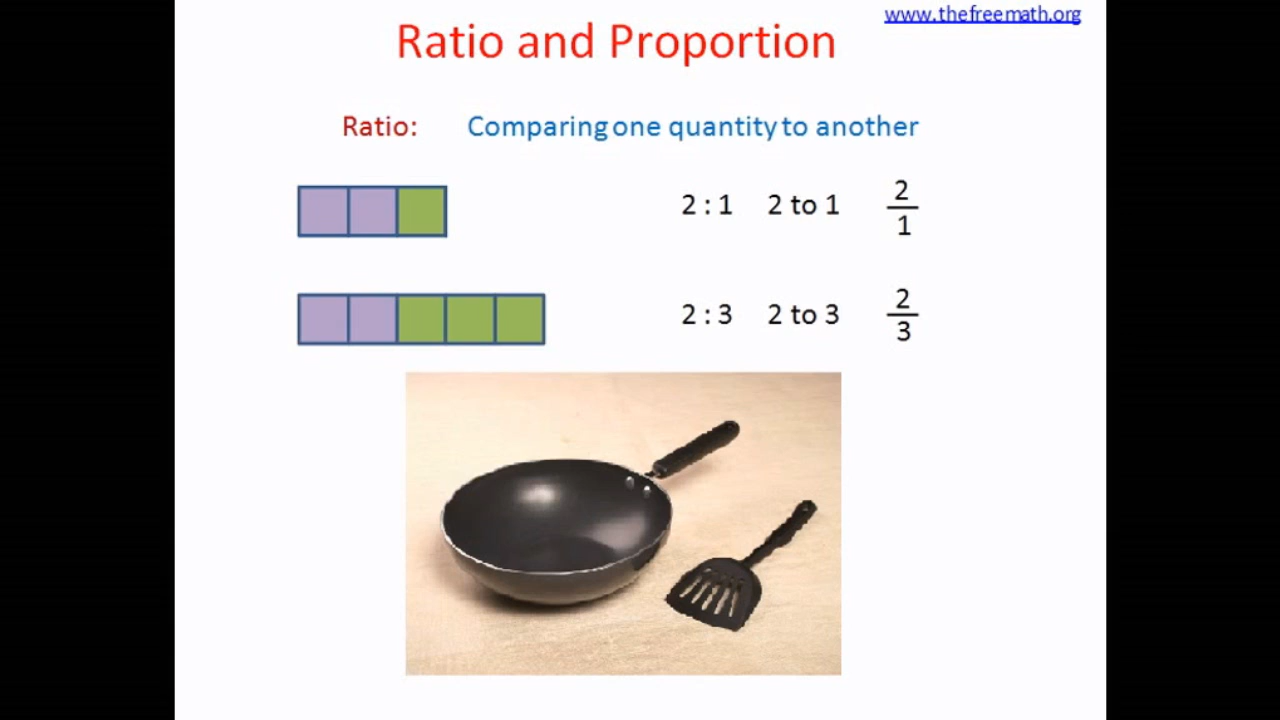 www.thefreemath.org
Ratio and Proportion
Ratio: Comparing one quantity to another
2 : 1 2 to 1 2/1
2 : 3 2 to 3 2/3